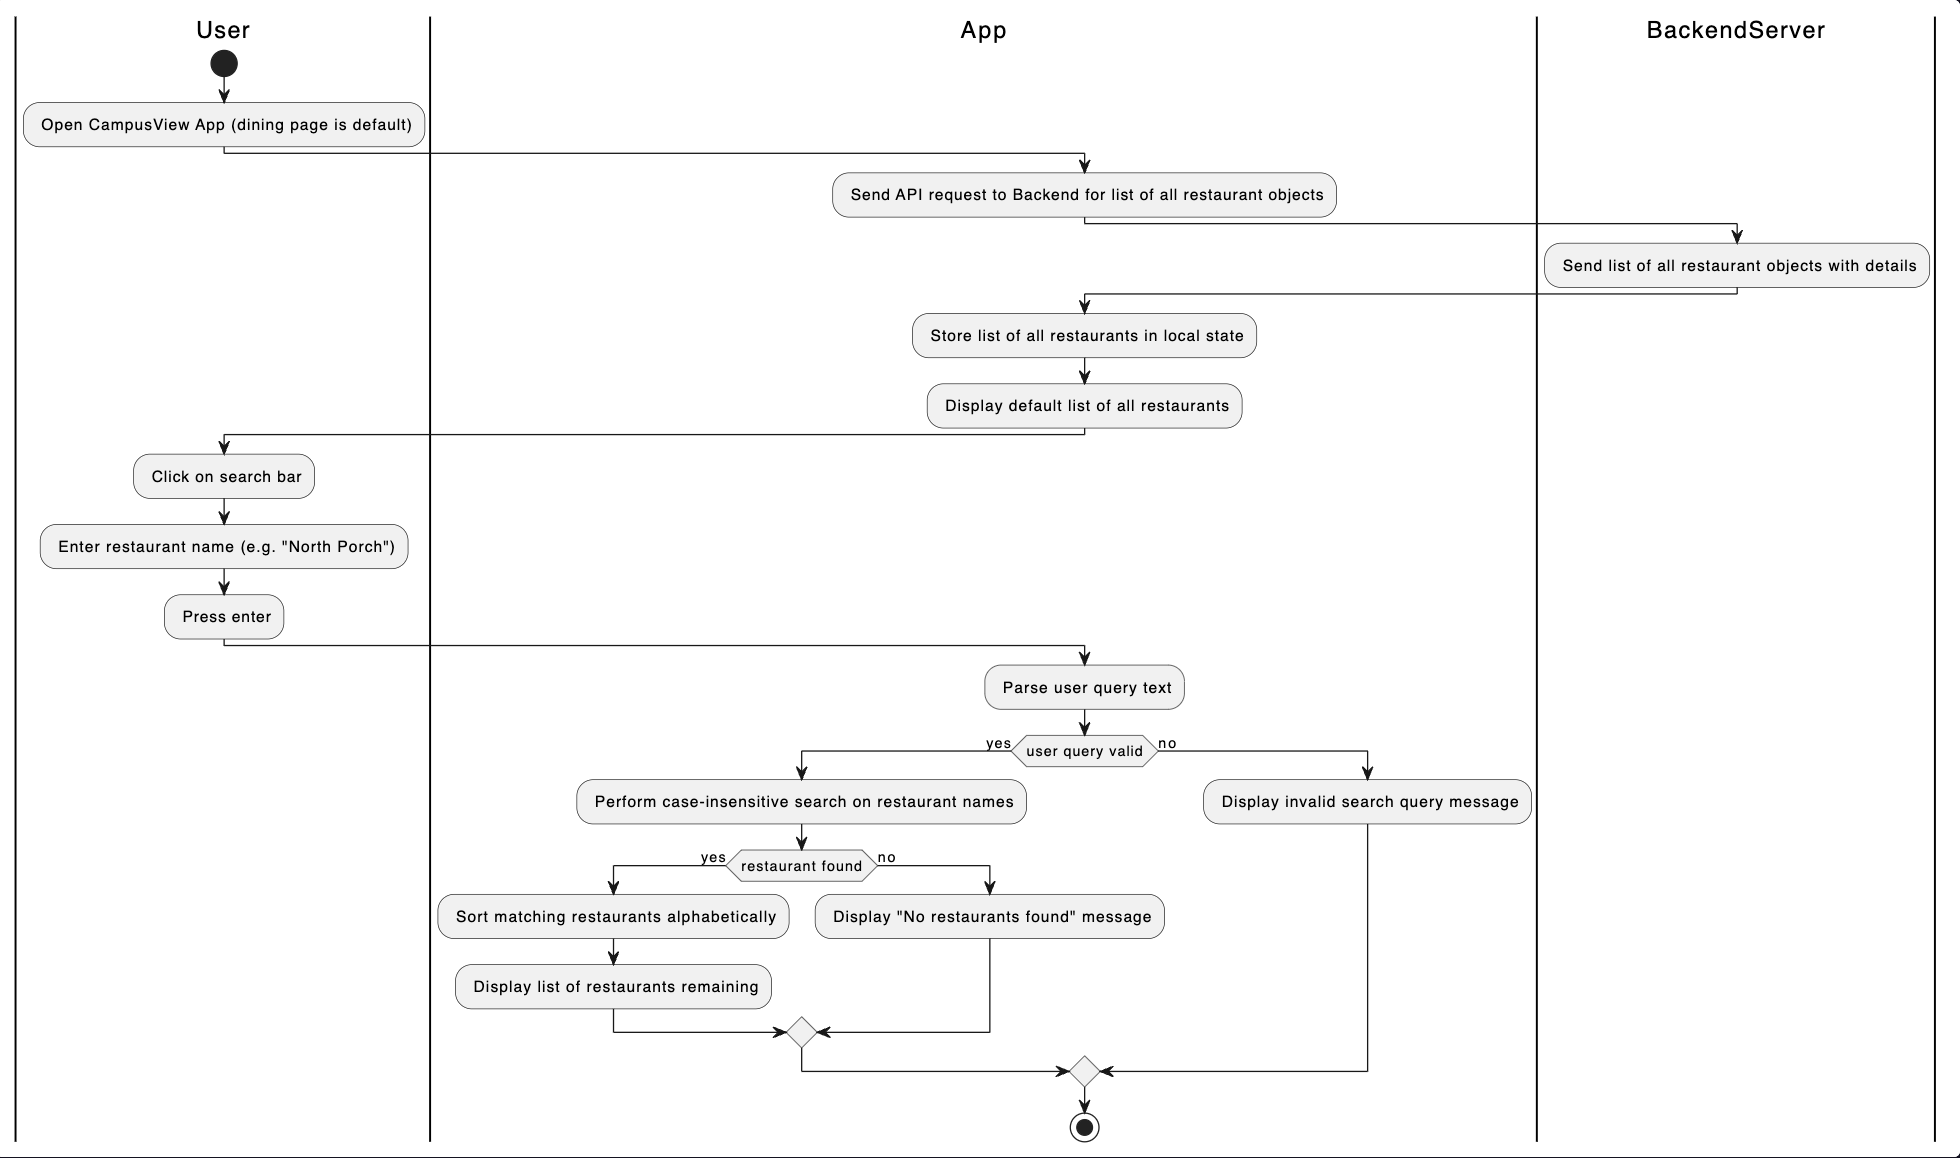 User
App
BackendServer
Open CampusView App (dining page is default)
Send API request to Backend for list of all restaurant objects
Send list of all restaurant objects with details
Store list of all restaurants in local state
Display default list of all restaurants
Click on search bar
Enter restaurant name (e.g. "North Porch")
Press enter
Parse user query text
yes
user query valid
no
Perform case-insensitive search on restaurant names
Display invalid search query message
yes
restaurant found
no
Sort matching restaurants alphabetically
Display "No restaurants found" message
Display list of restaurants remaining